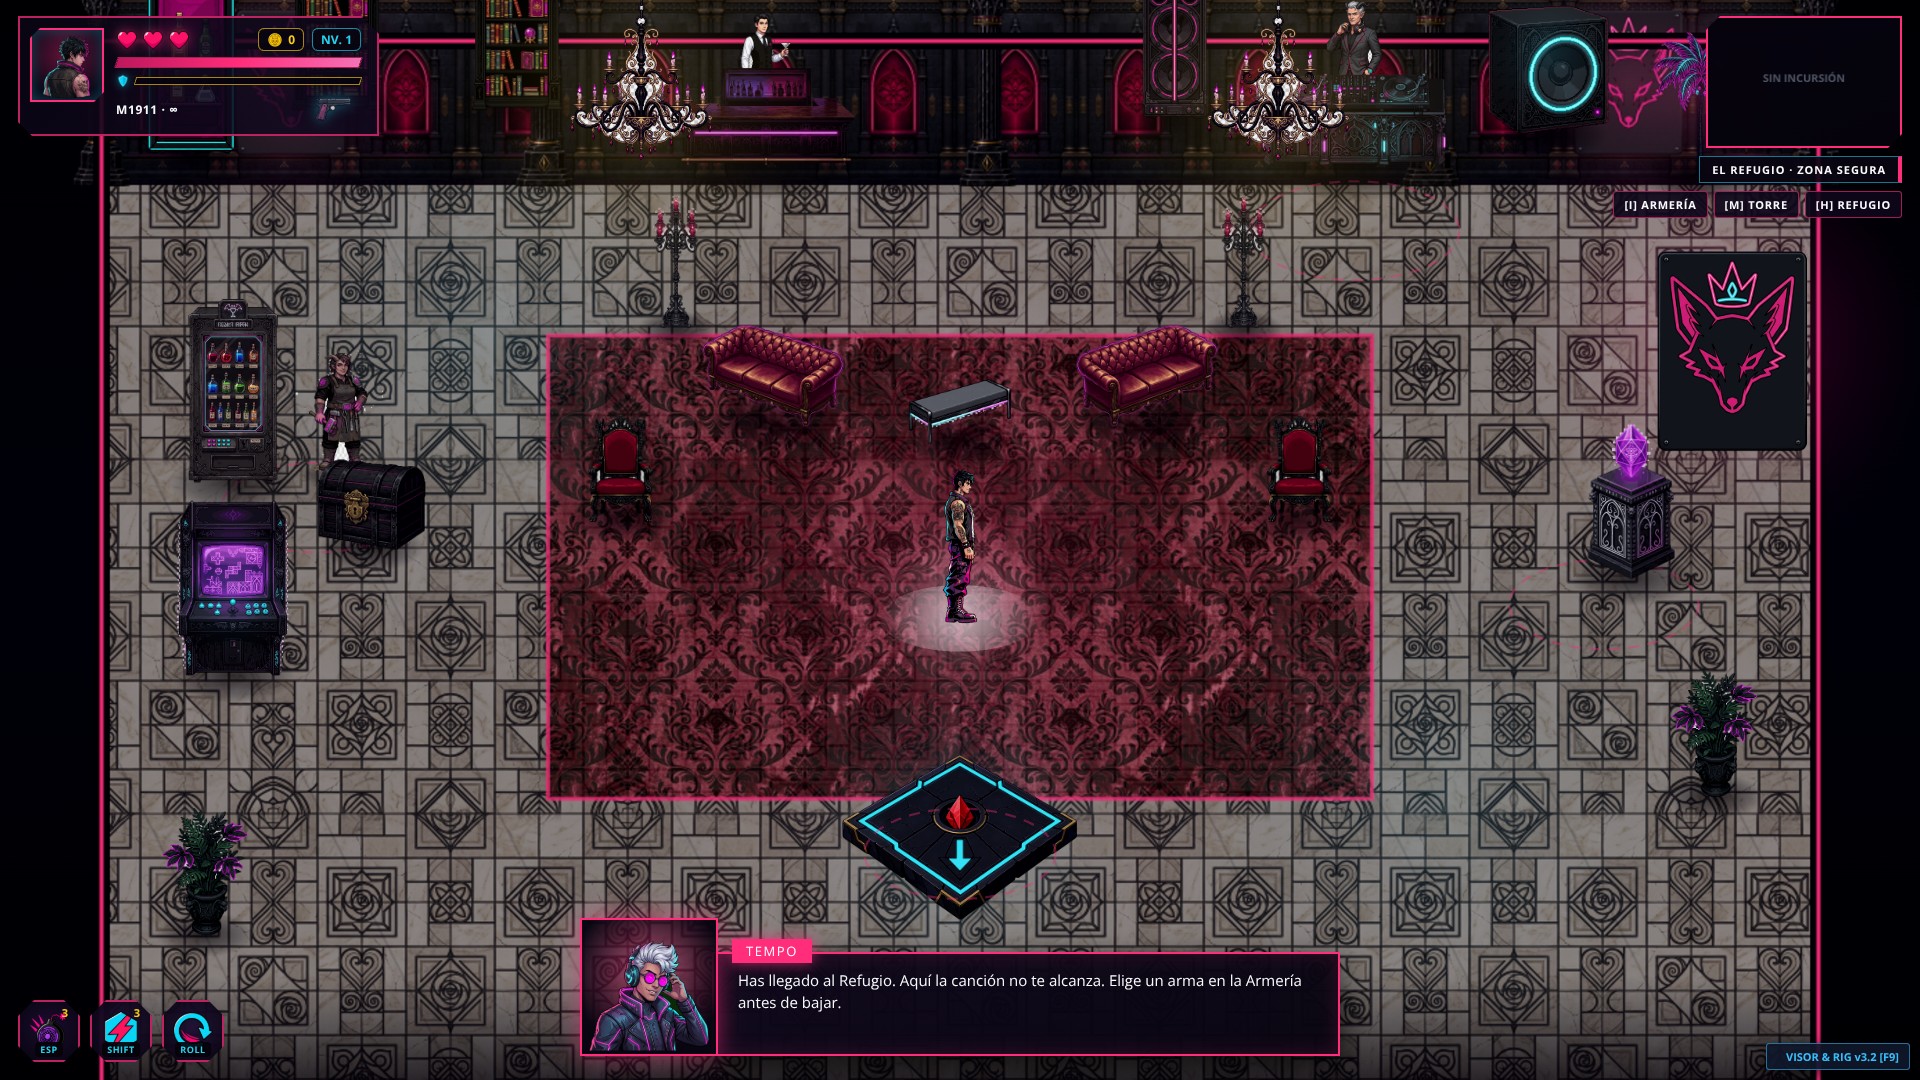 0
NV. 1
M1911 · ∞
SIN INCURSIÓN
EL REFUGIO · ZONA SEGURA
[I] ARMERÍA
[M] TORRE
[H] REFUGIO
TEMPO
Has llegado al Refugio. Aquí la canción no te alcanza. Elige un arma en la Armería
antes de bajar.
3
ESP
3
SHIFT
ROLL
VISOR & RIG v3.2 [F9]